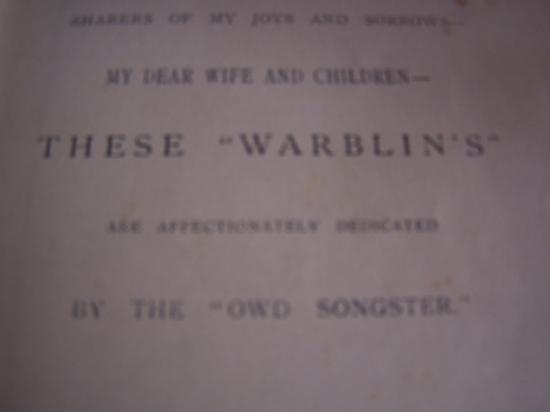 SHARERS OF MY JOYS AND SORROWS—
MY DEAR WIFE AND CHILDREN—
THESE "WARBLIN'S"
ARE AFFECTIONATELY DEDICATED
BY THE "OWD SONGSTER."